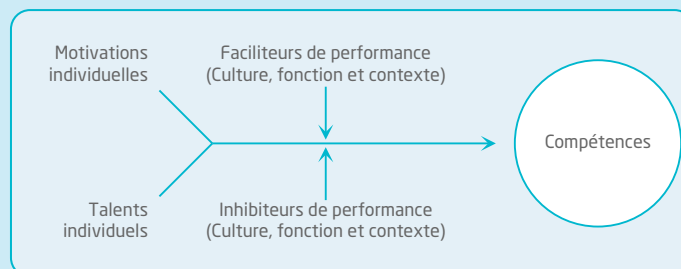 Motivations
individuelles
Faciliteurs de performance
(Culture, fonction et contexte)
Compétences
Talents
individuels
Inhibiteurs de performance
(Culture, fonction et contexte)